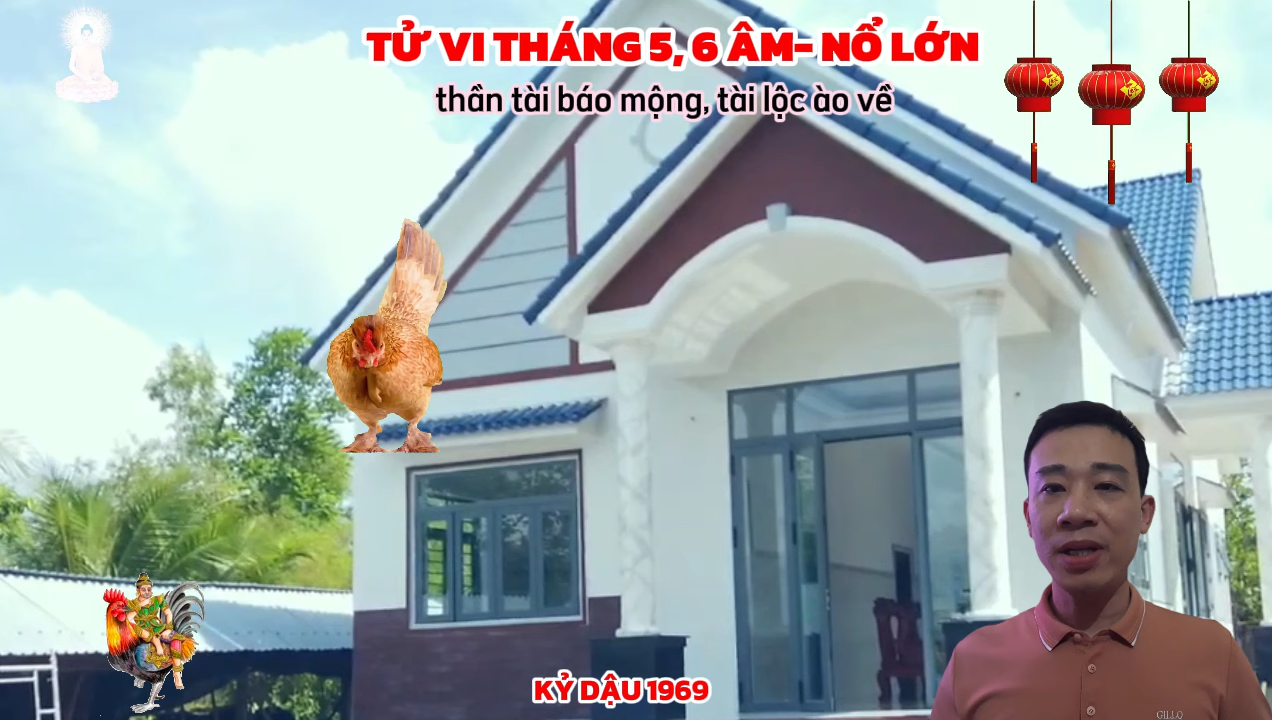 TỬ VI THÁNG 5, 6 ÂM- NỔ LỚN
thần tài báo mộng, tài lộc ào về
KỶ DẬU 1969
GILLO